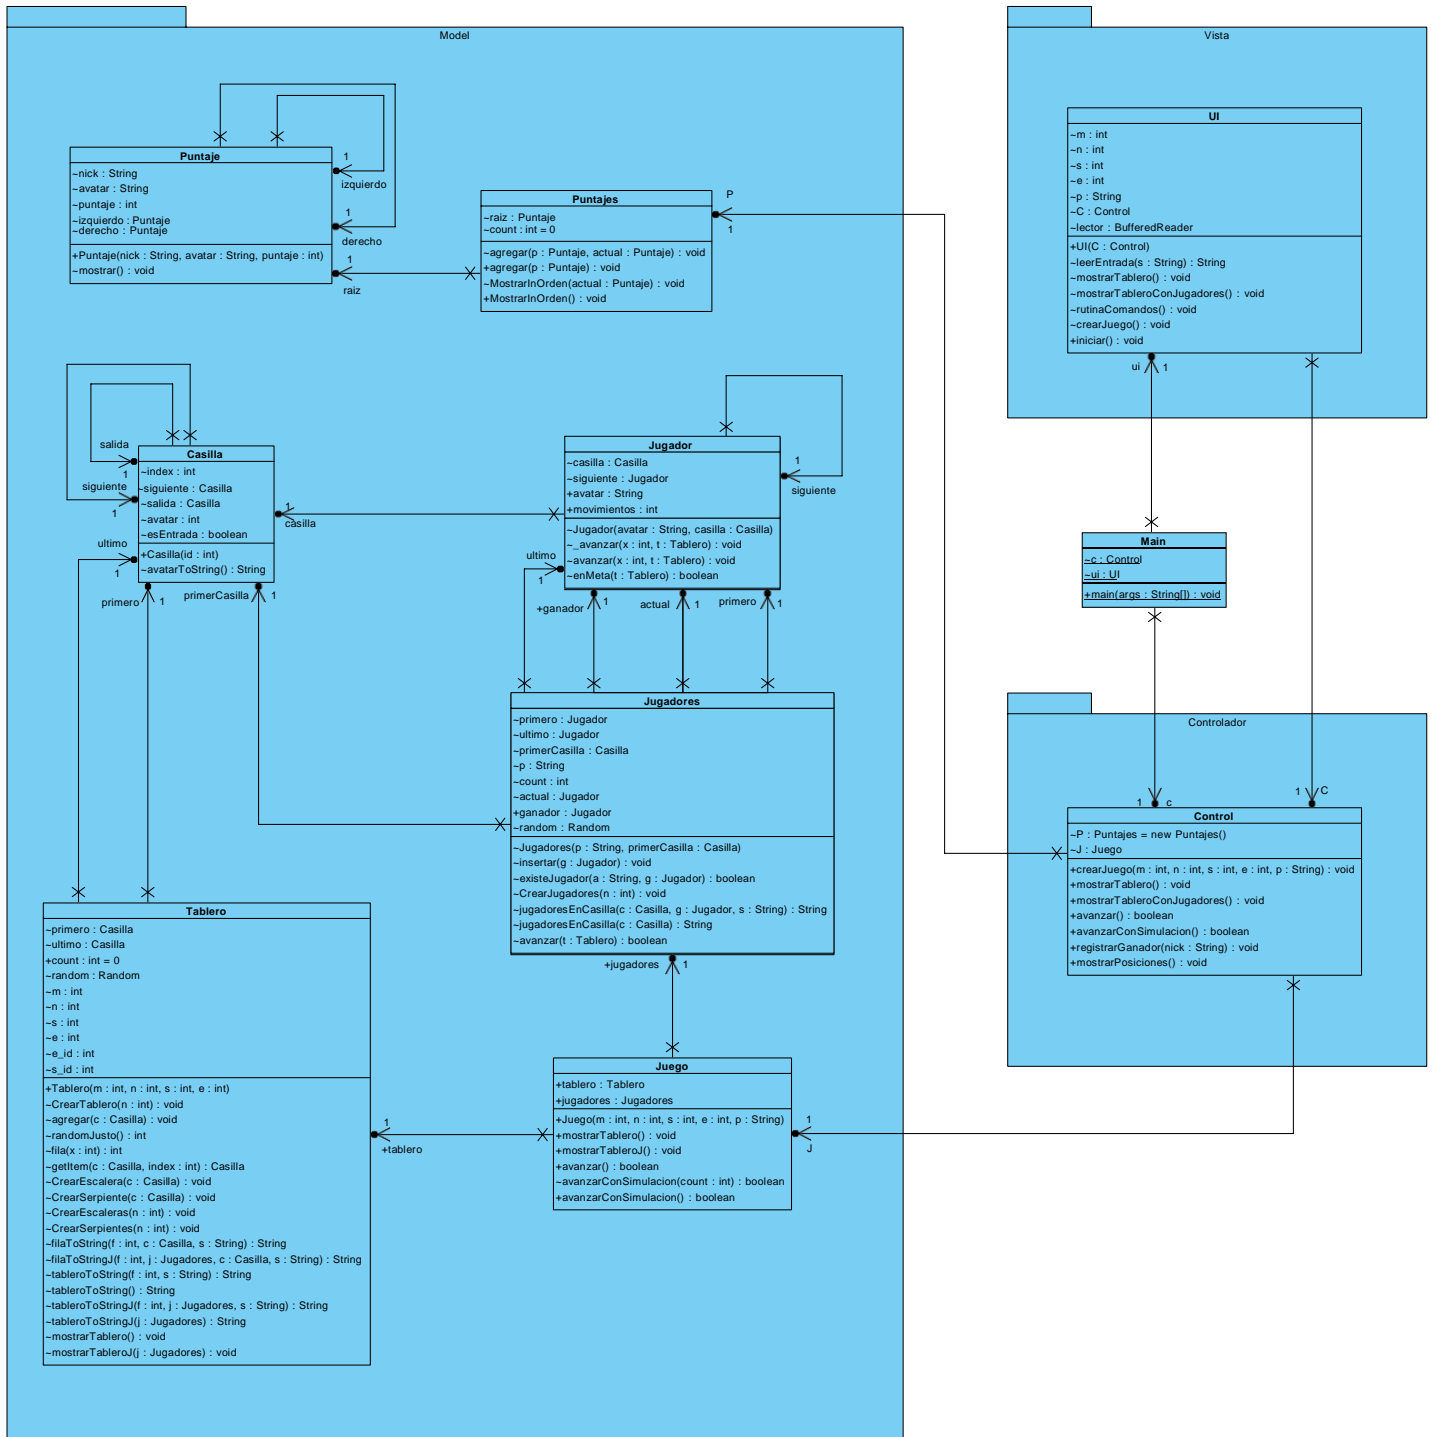 Model
1
izquierdo
1
derecho
1
raiz
Puntaje
~nick : String
~avatar : String
~puntaje : int
~izquierdo : Puntaje
~derecho : Puntaje
+Puntaje(nick : String, avatar : String, puntaje : int)
~mostrar() : void
Puntajes
~raiz : Puntaje
~count : int = 0
~agregar(p : Puntaje, actual : Puntaje) : void
+agregar(p : Puntaje) : void
~MostrarInOrden(actual : Puntaje) : void
+MostrarInOrden() : void
P
1
salida
1
siguiente
1
ultimo
1
primero
1
primerCasilla
1
Casilla
~index : int
~siguiente : Casilla
~salida : Casilla
~avatar : int
~esEntrada : boolean
+Casilla(id : int)
~avatarToString() : String
1
casilla
Jugador
~casilla : Casilla
~siguiente : Jugador
+avatar : String
+movimientos : int
~Jugador(avatar : String, casilla : Casilla)
~_avanzar(x : int, t : Tablero) : void
~avanzar(x : int, t : Tablero) : void
~enMeta(t : Tablero) : boolean
1
siguiente
ultimo
1
+ganador
1
actual
1
primero
1
Jugadores
~primero : Jugador
~ultimo : Jugador
~primerCasilla : Casilla
~p : String
~count : int
~actual : Jugador
+ganador : Jugador
~random : Random
~Jugadores(p : String, primerCasilla : Casilla)
~insertar(g : Jugador) : void
~existeJugador(a : String, g : Jugador) : boolean
~CrearJugadores(n : int) : void
~jugadoresEnCasilla(c : Casilla, g : Jugador, s : String) : String
~jugadoresEnCasilla(c : Casilla) : String
~avanzar(t : Tablero) : boolean
+jugadores
1
Tablero
~primero : Casilla
~ultimo : Casilla
+count : int = 0
~random : Random
~m : int
~n : int
~s : int
~e : int
~e_id : int
~s_id : int
+Tablero(m : int, n : int, s : int, e : int)
~CrearTablero(n : int) : void
~agregar(c : Casilla) : void
~randomJusto() : int
~fila(x : int) : int
~getItem(c : Casilla, index : int) : Casilla
~CrearEscalera(c : Casilla) : void
~CrearSerpiente(c : Casilla) : void
~CrearEscaleras(n : int) : void
~CrearSerpientes(n : int) : void
~filaToString(f : int, c : Casilla, s : String) : String
~filaToStringJ(f : int, j : Jugadores, c : Casilla, s : String) : String
~tableroToString(f : int, s : String) : String
~tableroToString() : String
~tableroToStringJ(f : int, j : Jugadores, s : String) : String
~tableroToStringJ(j : Jugadores) : String
~mostrarTablero() : void
~mostrarTableroJ(j : Jugadores) : void
1
+tablero
Juego
+tablero : Tablero
+jugadores : Jugadores
+Juego(m : int, n : int, s : int, e : int, p : String)
+mostrarTablero() : void
+mostrarTableroJ() : void
+avanzar() : boolean
~avanzarConSimulacion(count : int) : boolean
+avanzarConSimulacion() : boolean
1
J
Vista
UI
~m : int
~n : int
~s : int
~e : int
~p : String
~C : Control
~lector : BufferedReader
+UI(C : Control)
~leerEntrada(s : String) : String
~mostrarTablero() : void
~mostrarTableroConJugadores() : void
~rutinaComandos() : void
~crearJuego() : void
+iniciar() : void
ui
1
Main
~c : Control
~ui : UI
+main(args : String[]) : void
Controlador
1
c
1
C
Control
~P : Puntajes = new Puntajes()
~J : Juego
+crearJuego(m : int, n : int, s : int, e : int, p : String) : void
+mostrarTablero() : void
+mostrarTableroConJugadores() : void
+avanzar() : boolean
+avanzarConSimulacion() : boolean
+registrarGanador(nick : String) : void
+mostrarPosiciones() : void